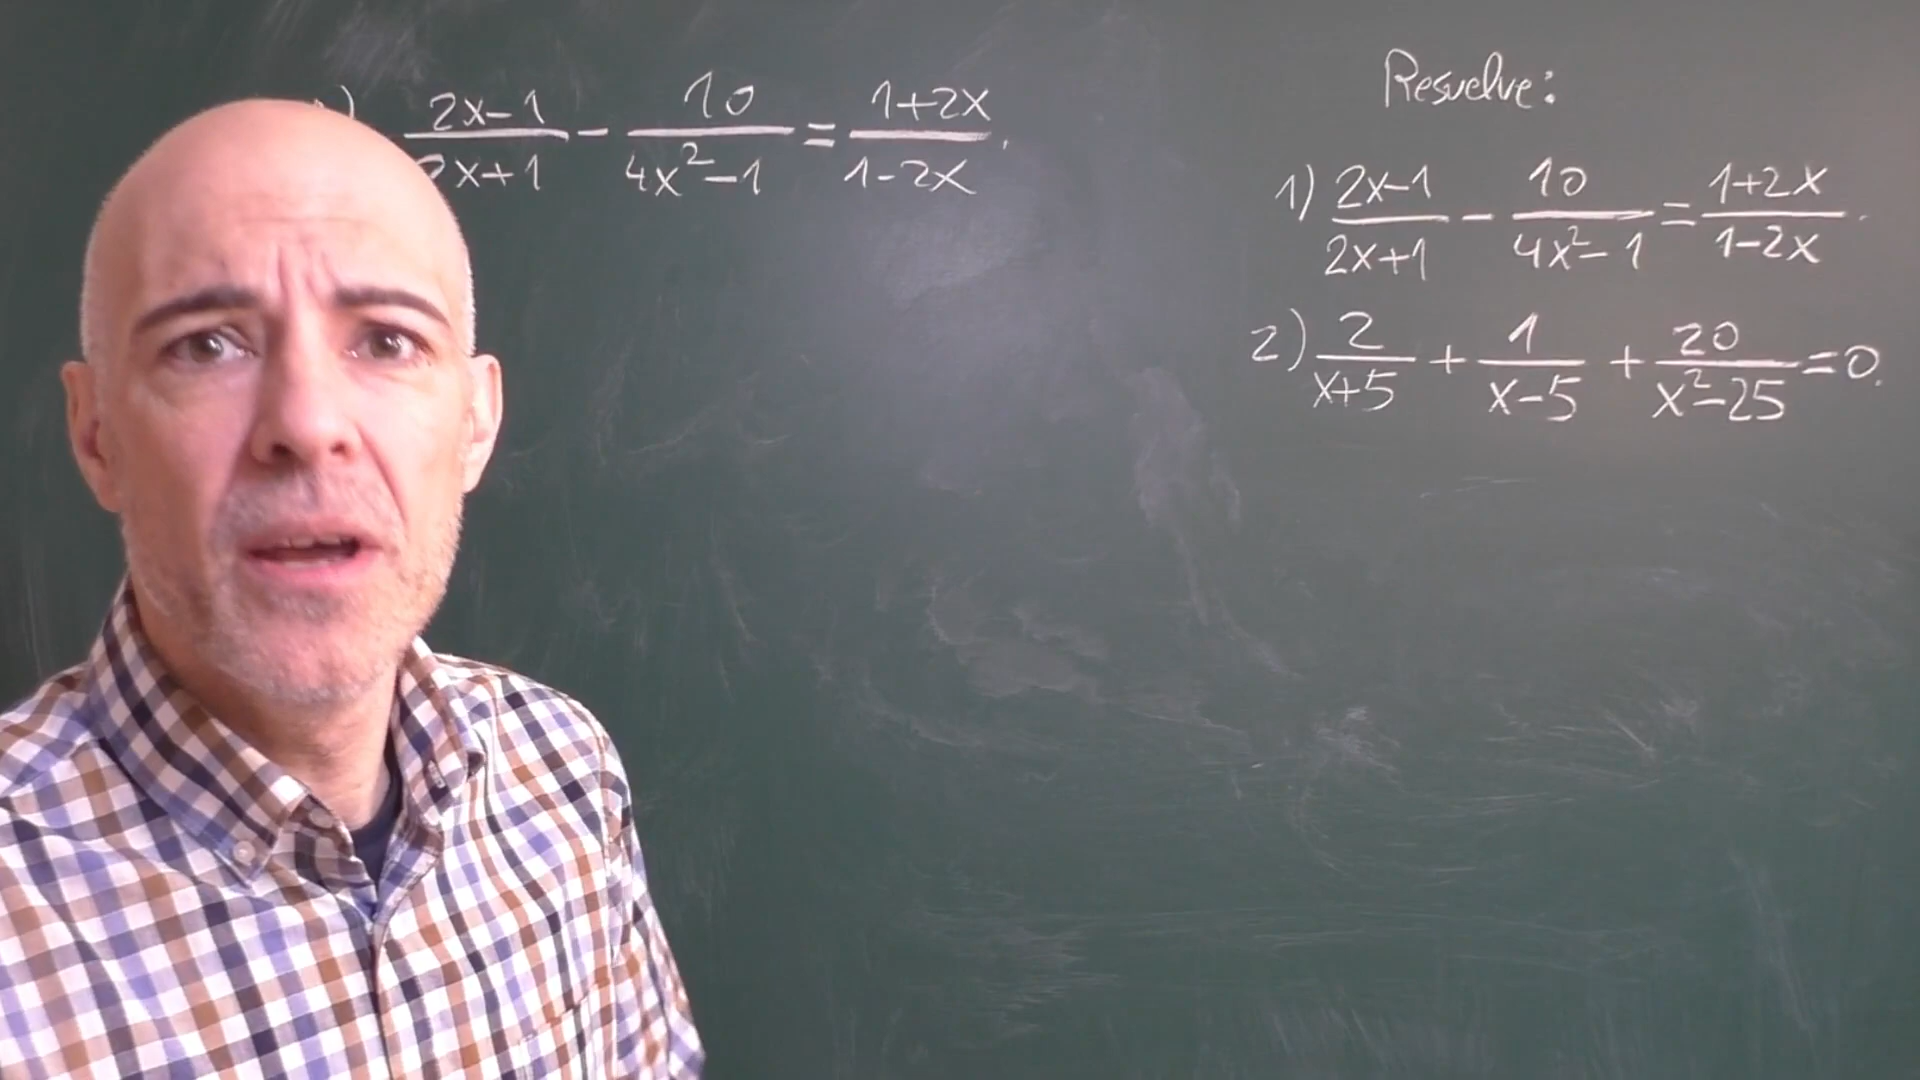 (2x-1)/(2x+1) - 10/(4x²-1) = (1+2x)/(1-2x).
Resuelve:
1) (2x-1)/(2x+1) - 10/(4x²-1) = (1+2x)/(1-2x).
2) 2/(x+5) + 1/(x-5) + 20/(x²-25) = 0.